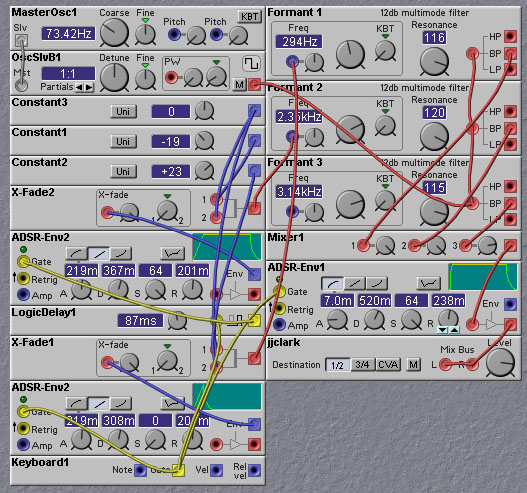 MasterOsc1
Slv
73.42Hz
Coarse
Fine
Pitch
Pitch
KBT
OscSlvB1
Mst
1:1
Partials
Detune
Fine
PW
M
Constant3
Uni
0
Constant1
Uni
-19
Constant2
Uni
+23
X-Fade2
X-fade
1
2
1
2
ADSR-Env2
Gate
Retrig
Amp
219m
367m
64
201m
A
D
S
R
Env
LogicDelay1
87ms
X-Fade1
X-fade
1
2
1
2
ADSR-Env2
Gate
Retrig
Amp
219m
308m
0
A
D
S
R
Env
Keyboard1
Note
Gate
Vel
Rel
vel
Formant 1
12db multimode filter
Freq
294Hz
KBT
Resonance
116
HP
BP
LP
Formant 2
12db multimode filter
Freq
KBT
Resonance
120
HP
BP
LP
Formant 3
12db multimode filter
Freq
KBT
Resonance
115
HP
BP
LP
Mixer1
1
2
3
ADSR-Env1
Gate
Retrig
Amp
7.0m
520m
64
238m
A
D
S
R
Env
jjclark
Destination
1/2
3/4
CVA
M
Mix Bus
L
R
Level